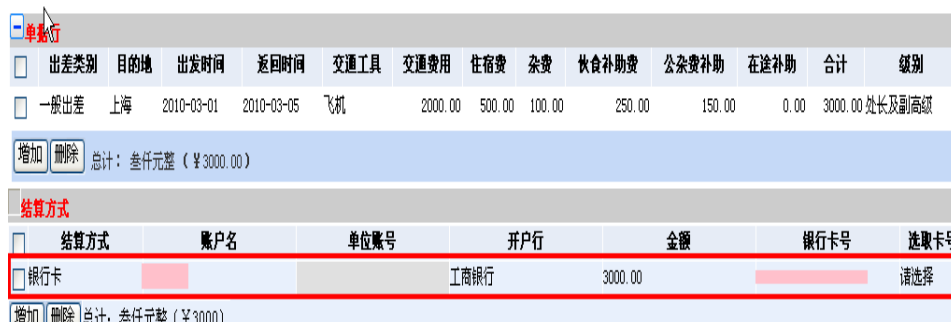 单据行
出差类别 目的地 出发时间 返回时间 交通工具 交通费用 住宿费 杂费 伙食补助费 公杂费补助 在途补助 合计 级别
一般出差 上海 2010-03-01 2010-03-05 飞机 2000.00 500.00 100.00 250.00 150.00 0.00 3000.00 处长及副高级
增加 删除 总计: 叁仟元整 (¥3000.00)
结算方式
结算方式 账户名 单位账号 开户行 金额 银行卡号 选取卡号
银行卡 工商银行 3000.00 请选择
增加 删除 总计: 叁仟元整 (¥3000)